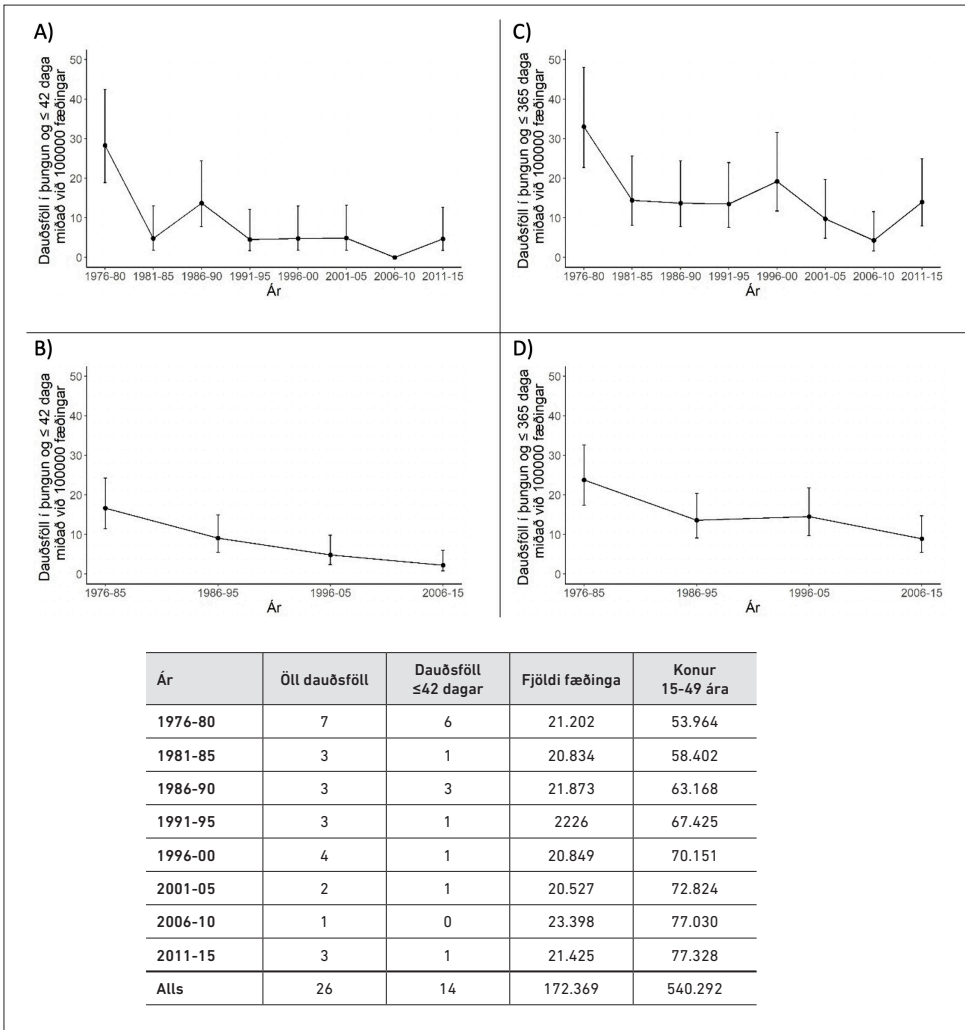 A)
Dauðsföll í þungun og ≤ 42 daga
miðað við 100000 fæðingar
50
40
30
20
10
0
1976-80 1981-85 1986-90 1991-95 1996-00 2001-05 2006-10 2011-15
Ár
C)
Dauðsföll í þungun og ≤ 365 daga
miðað við 100000 fæðingar
50
40
30
20
10
0
1976-80 1981-85 1986-90 1991-95 1996-00 2001-05 2006-10 2011-15
Ár
B)
Dauðsföll í þungun og ≤ 42 daga
miðað við 100000 fæðingar
50
40
30
20
10
0
1976-85 1986-95 1996-05 2006-15
Ár
D)
Dauðsföll í þungun og ≤ 365 daga
miðað við 100000 fæðingar
50
40
30
20
10
0
1976-85 1986-95 1996-05 2006-15
Ár
Ár Öll dauðsföll Dauðsföll ≤42 dagar Fjöldi fæðinga Konur 15-49 ára
1976-80 7 6 21.202 53.964
1981-85 3 1 20.834 58.402
1986-90 3 3 21.873 63.168
1991-95 3 1 2226 67.425
1996-00 4 1 20.849 70.151
2001-05 2 1 20.527 72.824
2006-10 1 0 23.398 77.030
2011-15 3 1 21.425 77.328
Alls 26 14 172.369 540.292